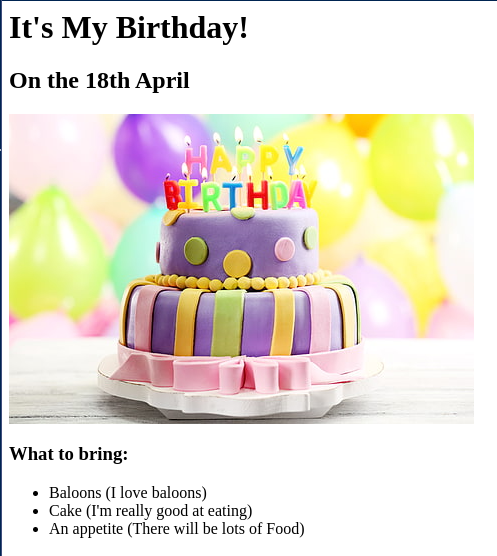 It's My Birthday!
On the 18th April
HAPPY
BIRTHDAY
What to bring:
Baloons (I love baloons)
Cake (I'm really good at eating)
An appetite (There will be lots of Food)